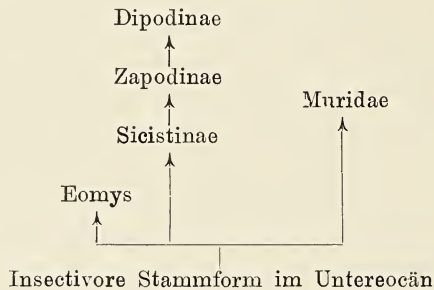 Dipodinae
Zapodinae
Muridae
Sicistinae
Eomys
Insectivore Stammform im Untereocän